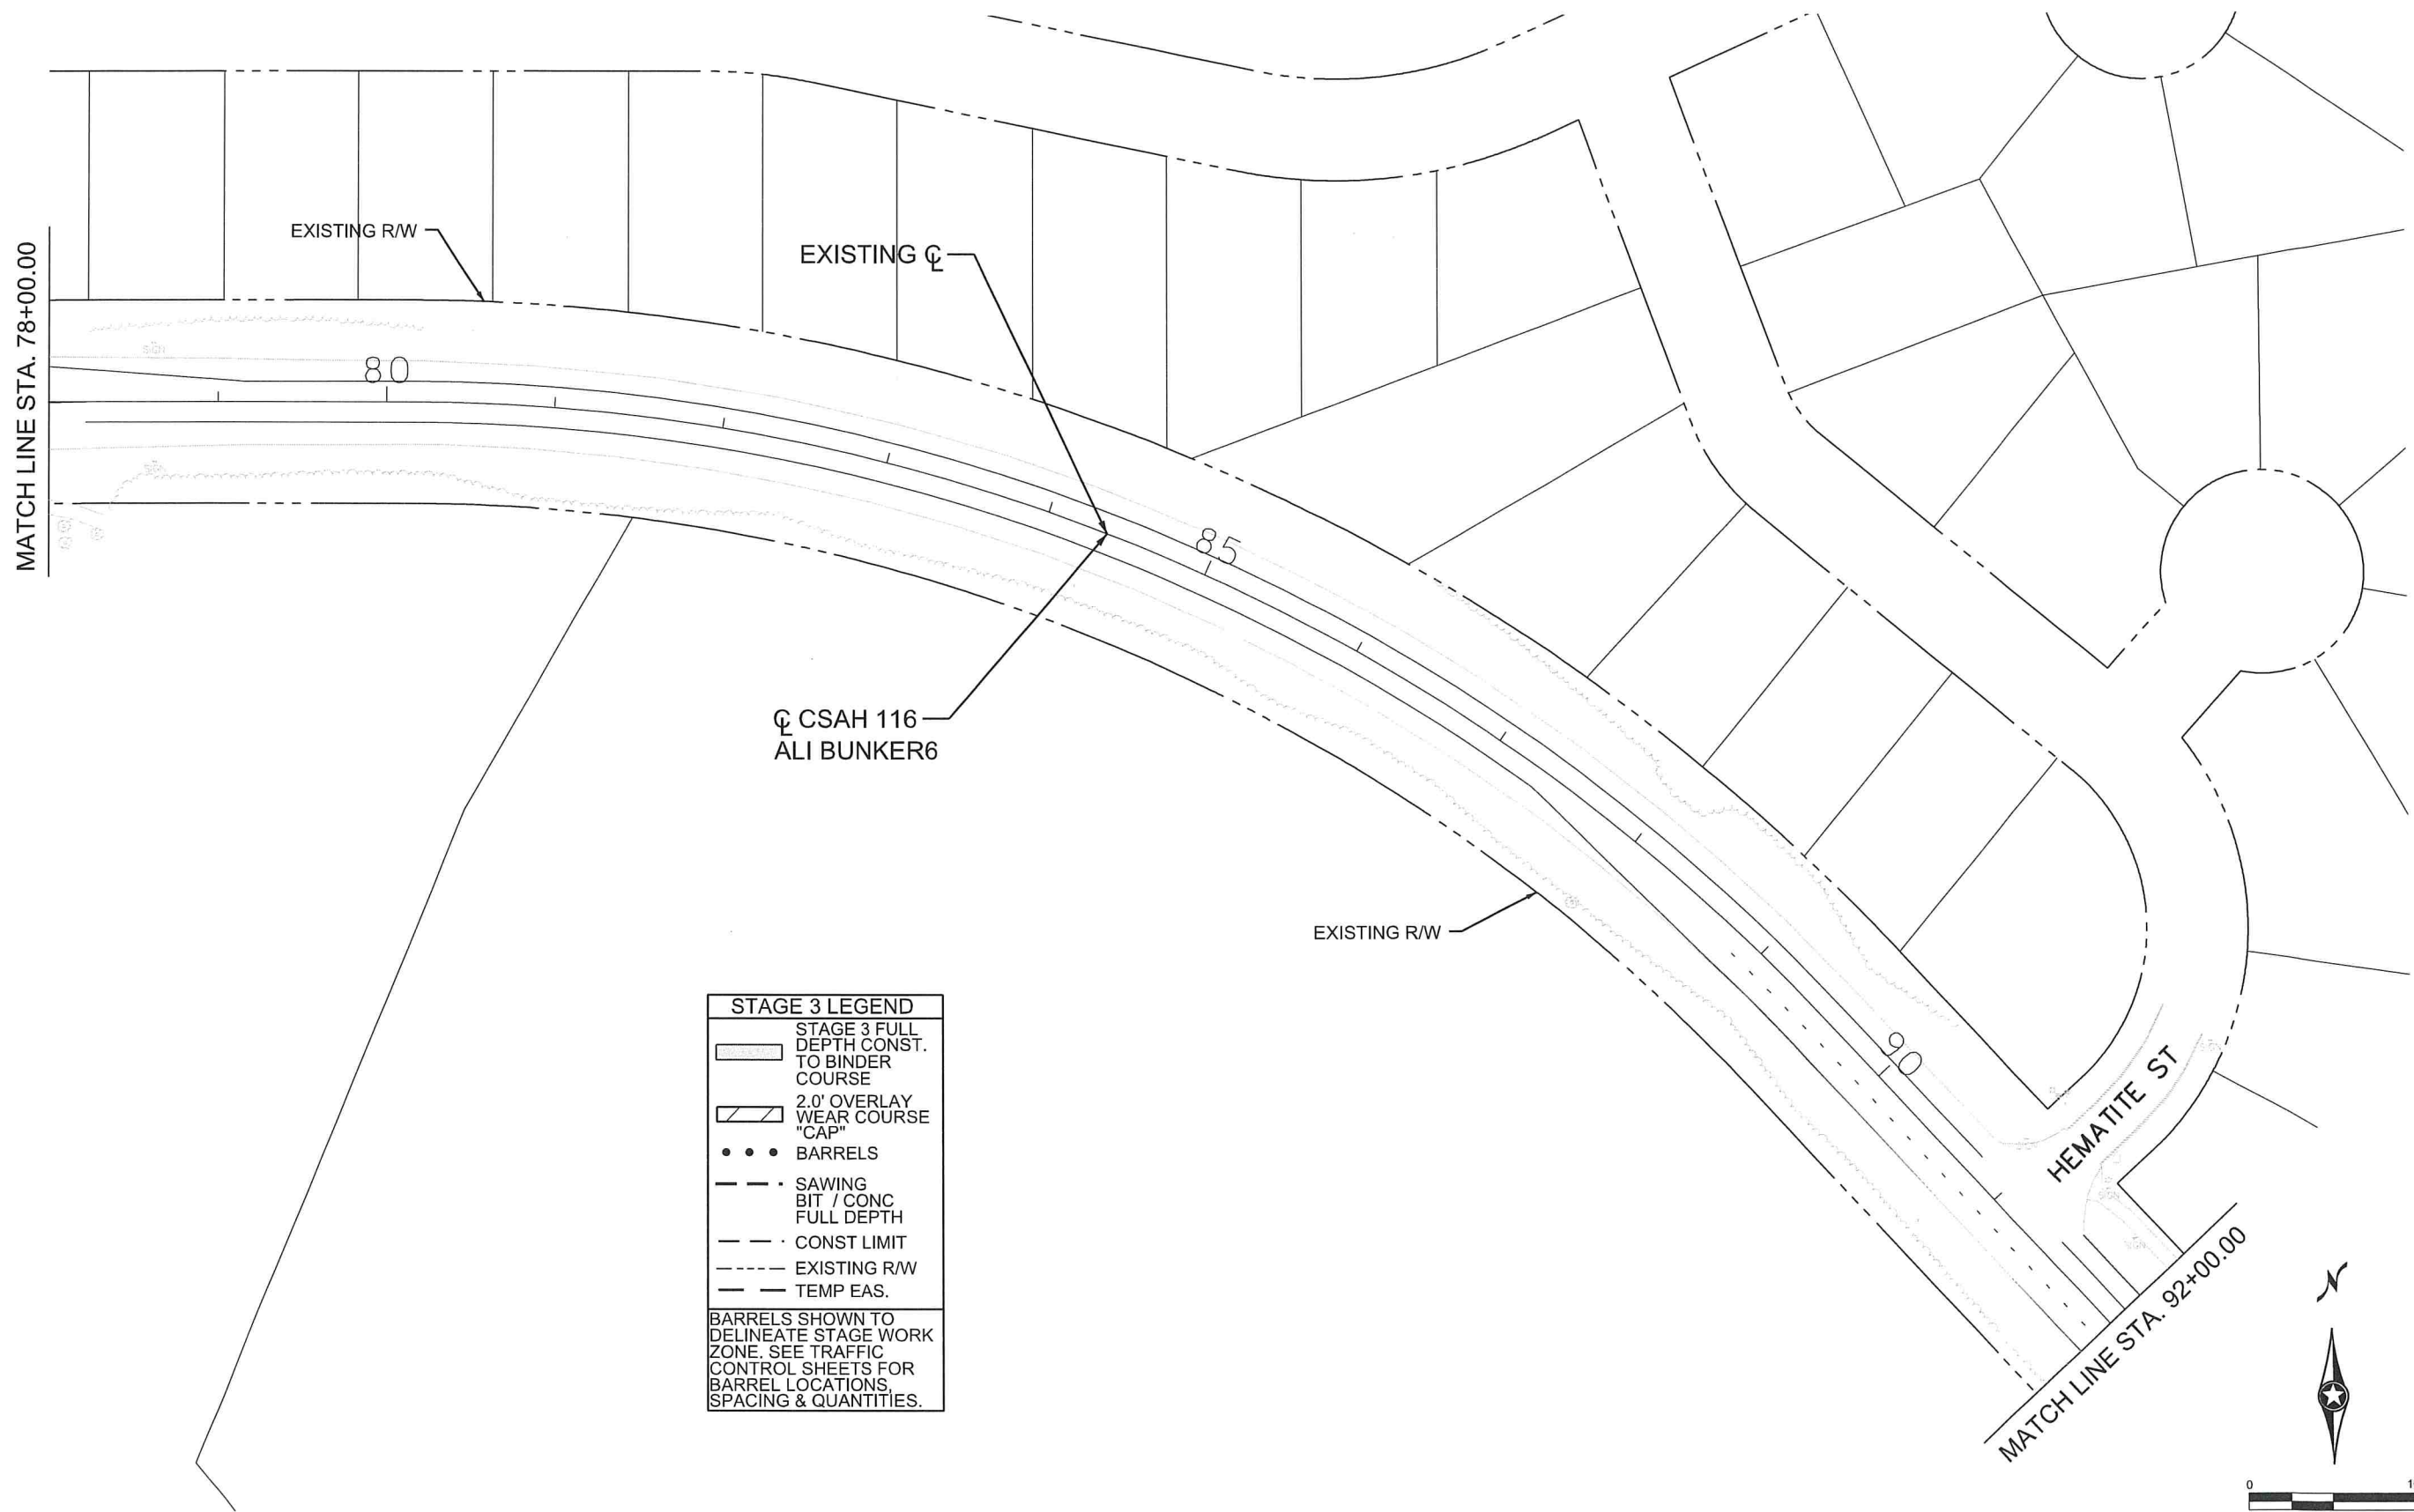 MATCH LINE STA. 78+00.00
EXISTING R/W
EXISTING ℄
SGN
80
85
℄ CSAH 116
ALI BUNKER6
EXISTING R/W
90
HEMATITE ST
SGN
SGN
MATCH LINE STA. 92+00.00
STAGE 3 LEGEND
STAGE 3 FULL
DEPTH CONST.
TO BINDER
COURSE
2.0' OVERLAY
WEAR COURSE
"CAP"
BARRELS
SAWING
BIT / CONC
FULL DEPTH
CONST LIMIT
EXISTING R/W
TEMP EAS.
BARRELS SHOWN TO
DELINEATE STAGE WORK
ZONE. SEE TRAFFIC
CONTROL SHEETS FOR
BARREL LOCATIONS,
SPACING & QUANTITIES.
N
0